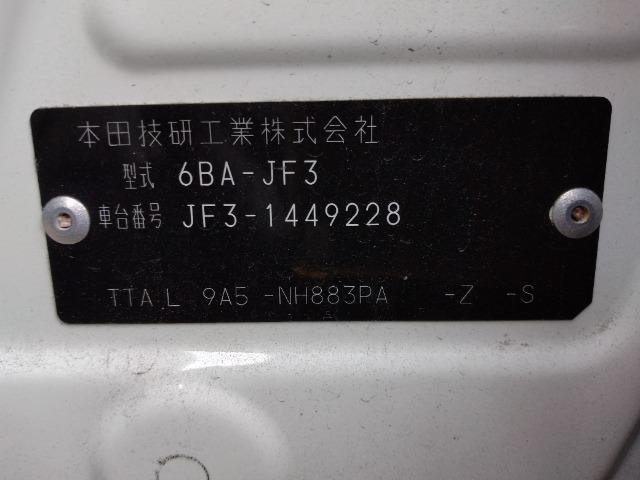 本田技研工業株式会社
型式 6BA-JF3
車台番号 JF3-1449228
TTA L 9A5 -NH883PA -Z -S